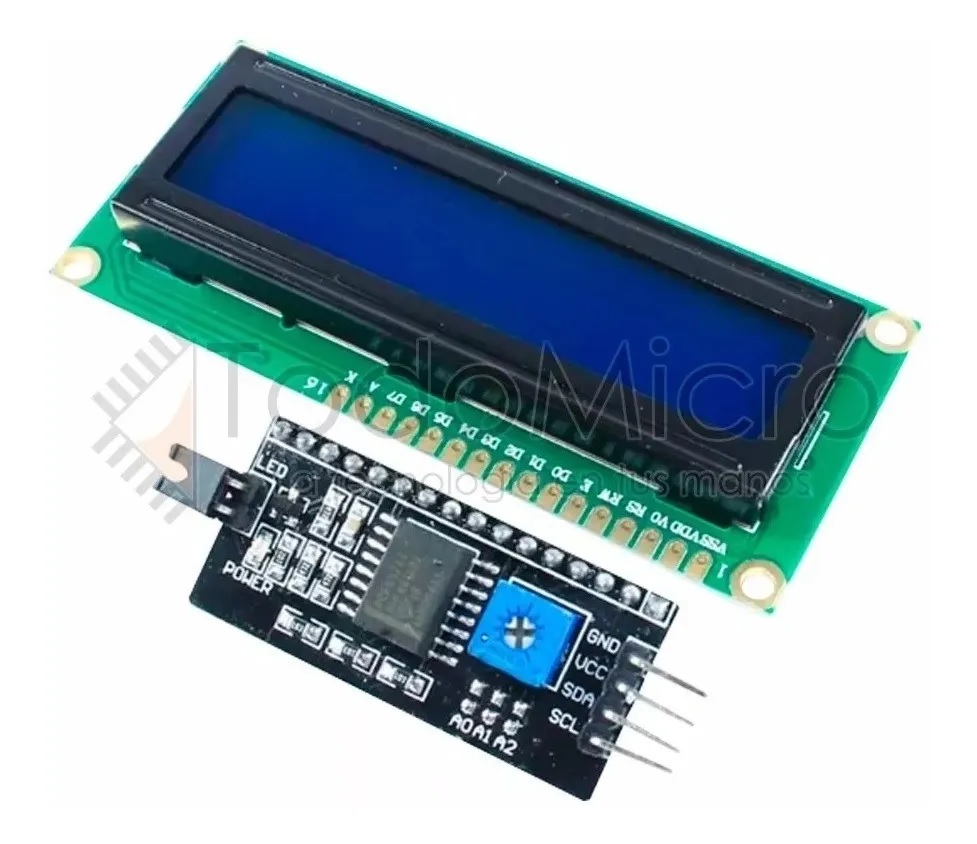 16 K A D7 D6 D5 D4 D3 D2 D1 D0 E RW RS V0 VDD VSS 1
TodoMicro
LED
POWER
GND
VCC
SDA
SCL
A0 A1 A2